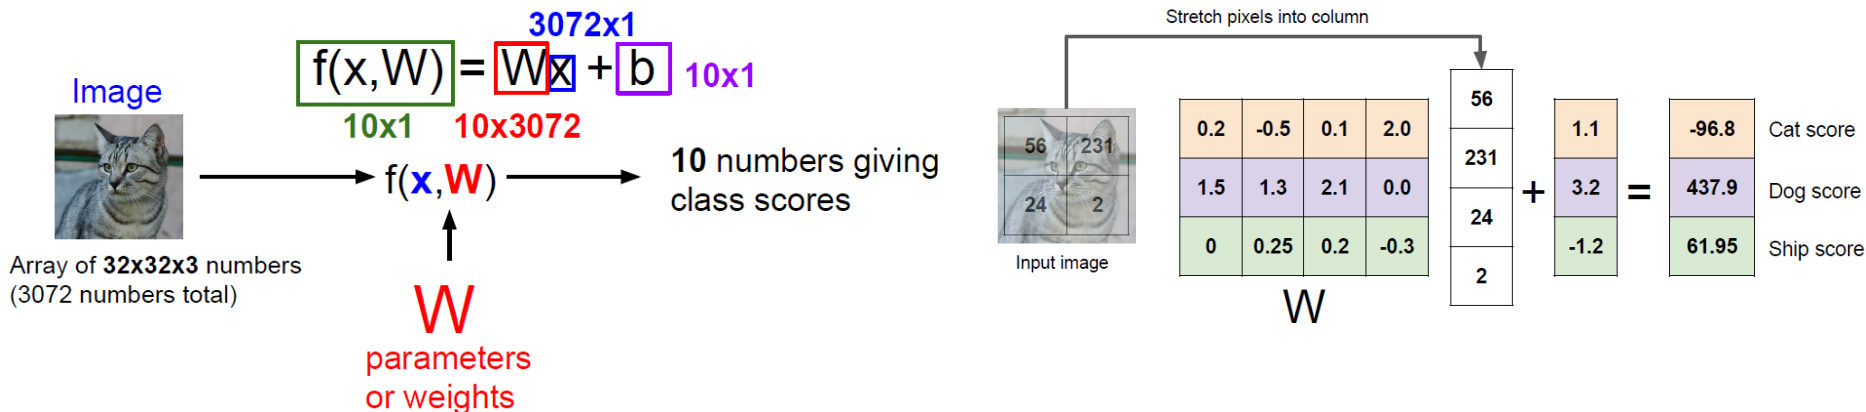 3072x1
f(x,W) = Wx + b 10x1
10x1 10x3072
Image
f(x,W)
10 numbers giving
class scores
Array of 32x32x3 numbers
(3072 numbers total)
W
parameters
or weights
Stretch pixels into column
56 231
24 2
Input image
0.2 -0.5 0.1 2.0
1.5 1.3 2.1 0.0
0 0.25 0.2 -0.3
W
56
231
24
2
+
1.1
3.2
-1.2
=
-96.8 Cat score
437.9 Dog score
61.95 Ship score